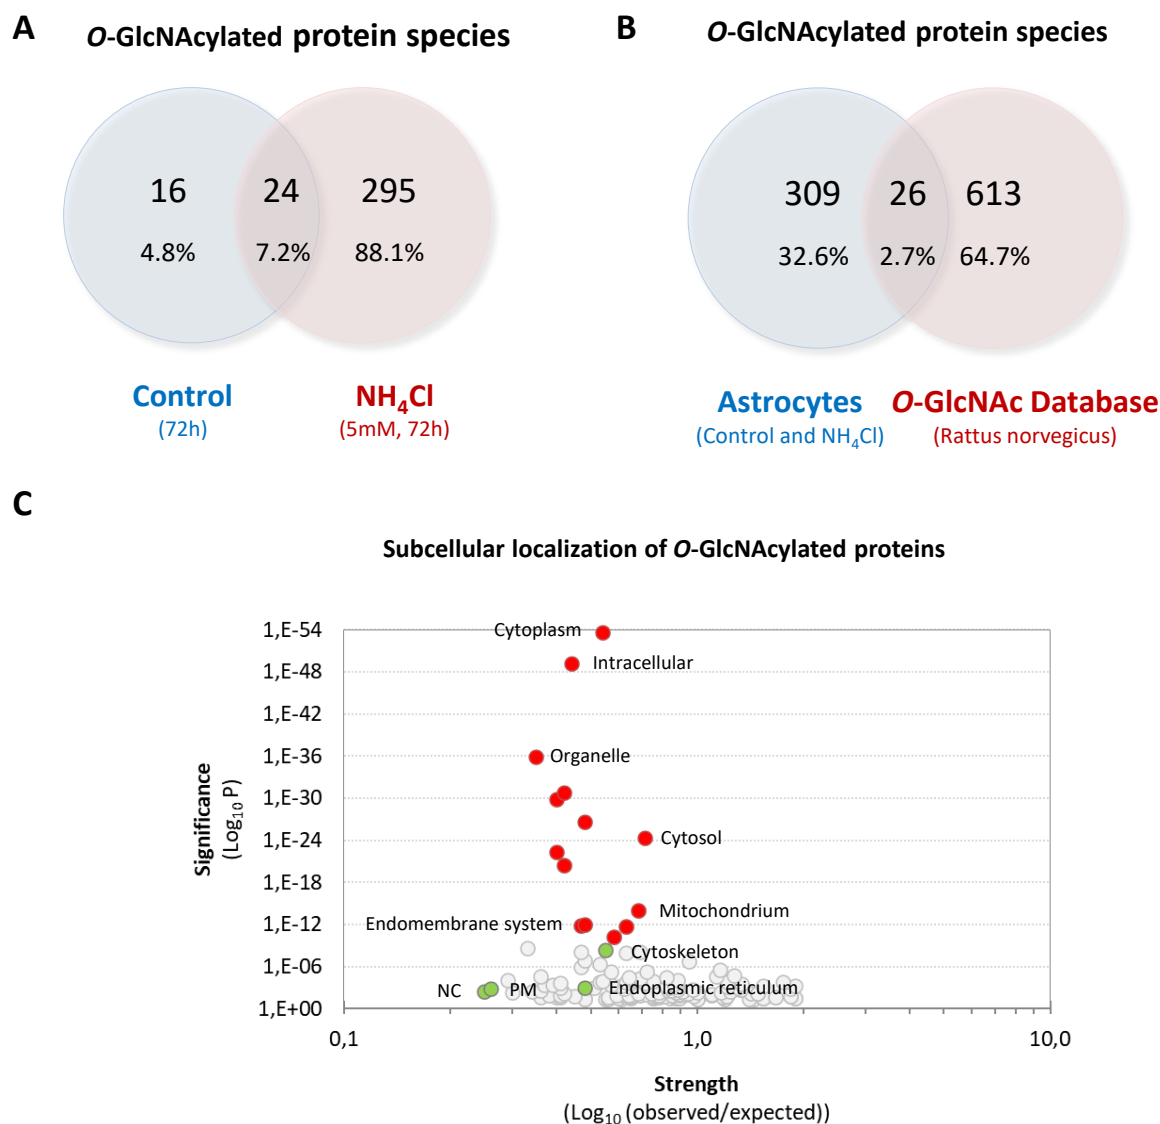 A
O-GlcNAcylated protein species
16
24
295
4.8%
7.2%
88.1%
Control
(72h)
NH₄Cl
(5mM, 72h)
B
O-GlcNAcylated protein species
309
26
613
32.6%
2.7%
64.7%
Astrocytes
(Control and NH₄Cl)
O-GlcNAc Database
(Rattus norvegicus)
C
Subcellular localization of O-GlcNAcylated proteins
Significance
(Log₁₀ P)
1,E-54
1,E-48
1,E-42
1,E-36
1,E-30
1,E-24
1,E-18
1,E-12
1,E-06
1,E+00
Cytoplasm
Intracellular
Organelle
Cytosol
Mitochondrium
Endomembrane system
Cytoskeleton
NC
PM
Endoplasmic reticulum
0,1
1,0
10,0
Strength
(Log₁₀ (observed/expected))